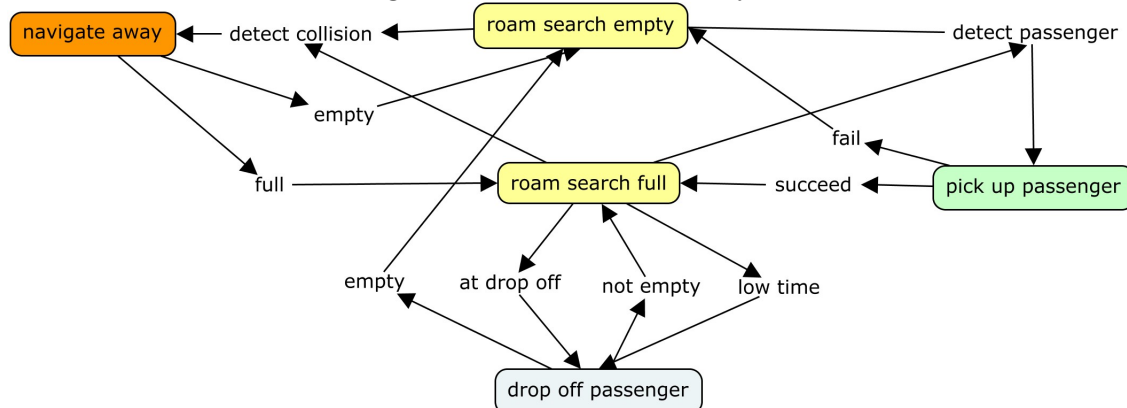 navigate away
detect collision
roam search empty
detect passenger
empty
fail
full
roam search full
succeed
pick up passenger
empty
at drop off
not empty
low time
drop off passenger